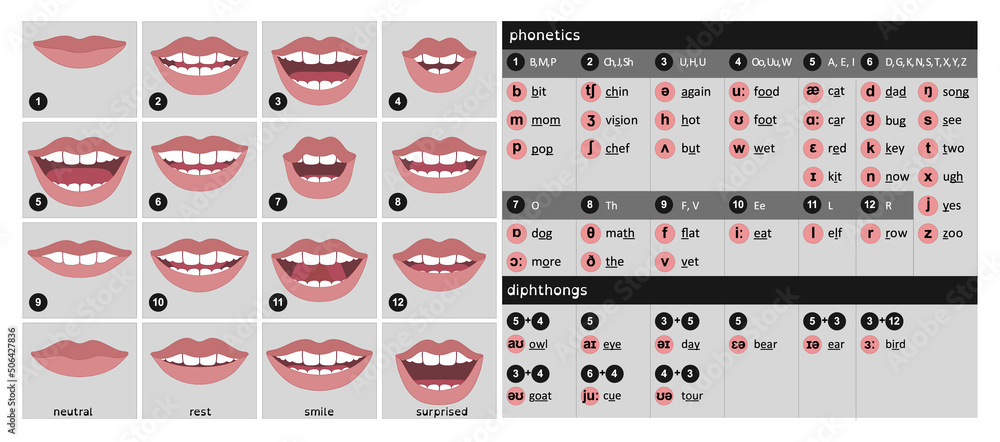 1
2
3
4
5
6
7
8
9
10
11
12
neutral
rest
smile
surprised
phonetics
1 B,M,P 2 Ch,J,Sh 3 U,H,U 4 Oo,Uu,W 5 A, E, I 6 D,G,K,N,S,T,X,Y,Z
b bit tʃ chin ə again u: food æ cat d dad ŋ song
m mom ʒ vision h hot ʊ foot ɑ: car g bug s see
p pop ʃ chef ʌ but w wet ɛ red k key t two
ɪ kit n now x ugh
7 O 8 Th 9 F, V 10 Ee 11 L 12 R j yes
ɒ dog θ math f flat i: eat l elf r row z zoo
ɔ: more ð the v vet
diphthongs
5+4 5 3+5 5 5+3 3+12
aʊ owl aɪ eye əɪ day ɛə bear ɪə ear ɜ: bird
3+4 6+4 4+3
əʊ goat ju: cue ʊə tour
Adobe Stock | #506427836
Adobe Stock